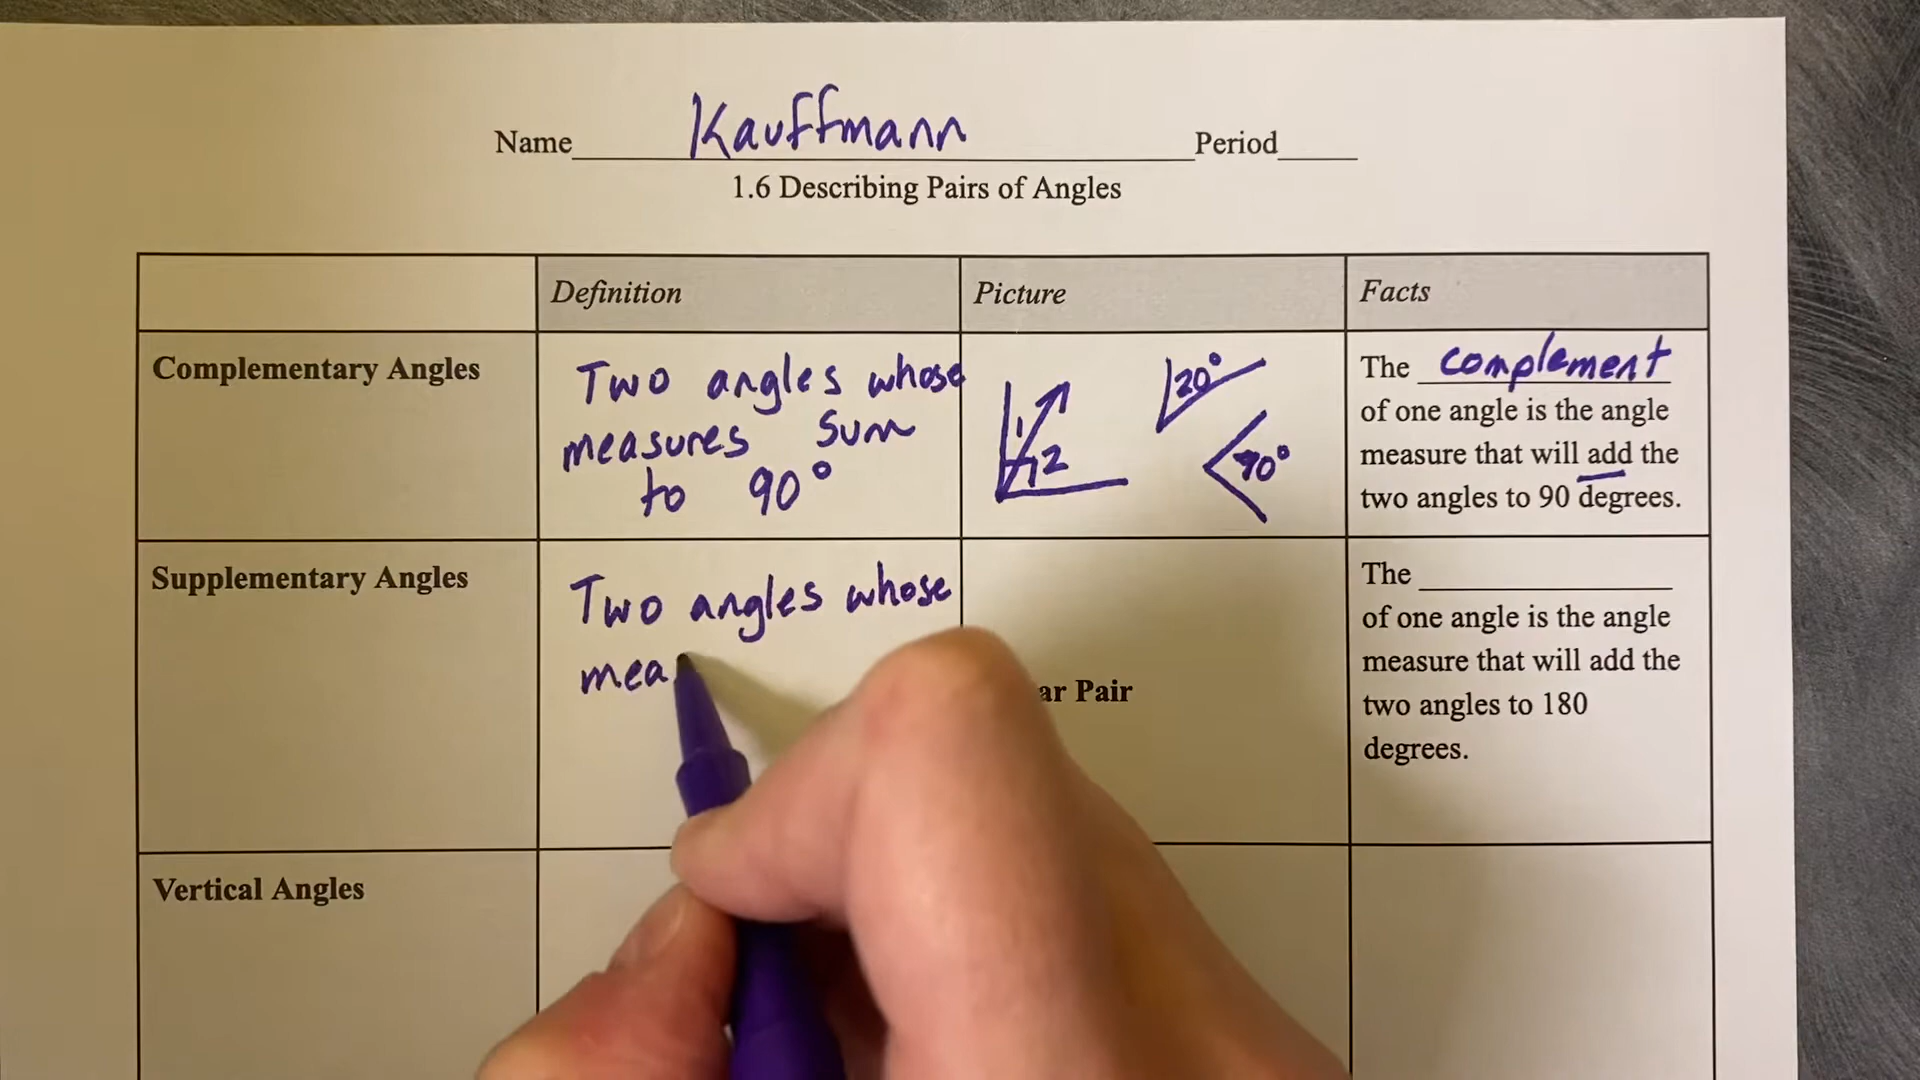 Name Kauffmann Period
1.6 Describing Pairs of Angles
Definition
Picture
Facts
Complementary Angles
Two angles whose
measures sum
to 90°
1
2
20°
70°
The complement
of one angle is the angle
measure that will add the
two angles to 90 degrees.
Supplementary Angles
Two angles whose
mea
ar Pair
The
of one angle is the angle
measure that will add the
two angles to 180
degrees.
Vertical Angles